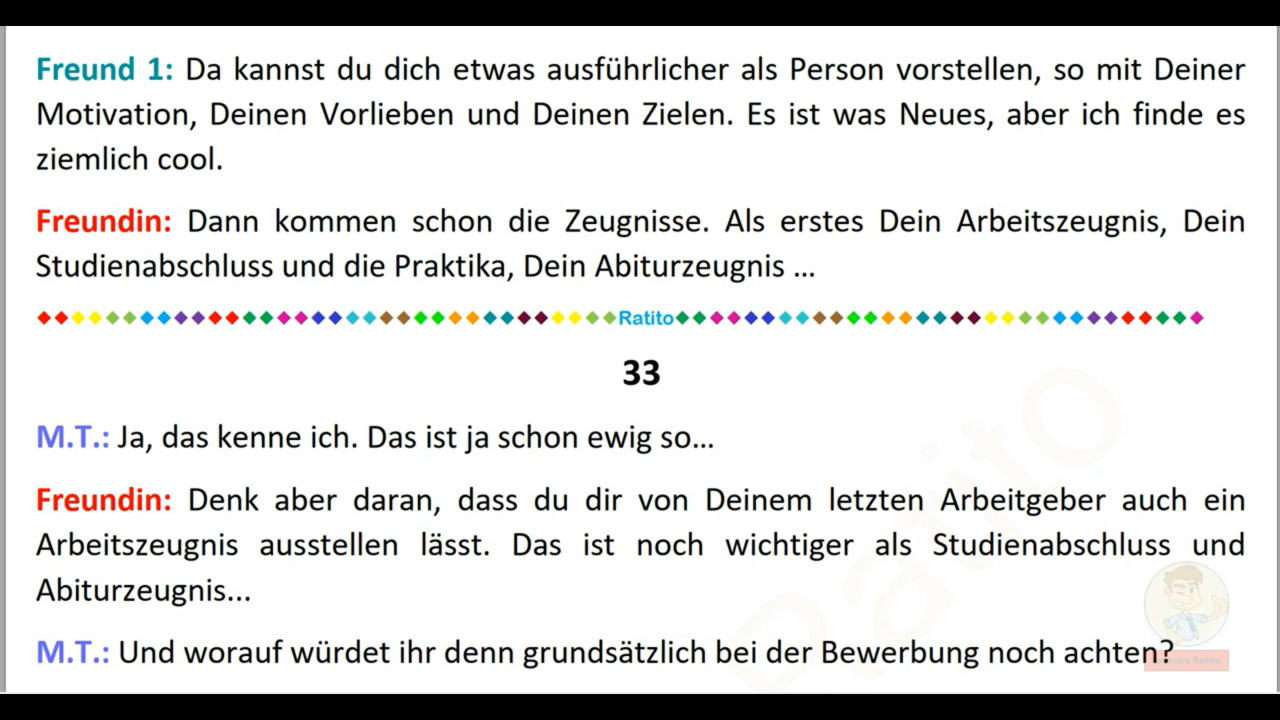 Freund 1: Da kannst du dich etwas ausführlicher als Person vorstellen, so mit Deiner
Motivation, Deinen Vorlieben und Deinen Zielen. Es ist was Neues, aber ich finde es
ziemlich cool.
Freundin: Dann kommen schon die Zeugnisse. Als erstes Dein Arbeitszeugnis, Dein
Studienabschluss und die Praktika, Dein Abiturzeugnis ...
Ratito
33
M.T.: Ja, das kenne ich. Das ist ja schon ewig so...
Freundin: Denk aber daran, dass du dir von Deinem letzten Arbeitgeber auch ein
Arbeitszeugnis ausstellen lässt. Das ist noch wichtiger als Studienabschluss und
Abiturzeugnis...
M.T.: Und worauf würdet ihr denn grundsätzlich bei der Bewerbung noch achten?
Ratito